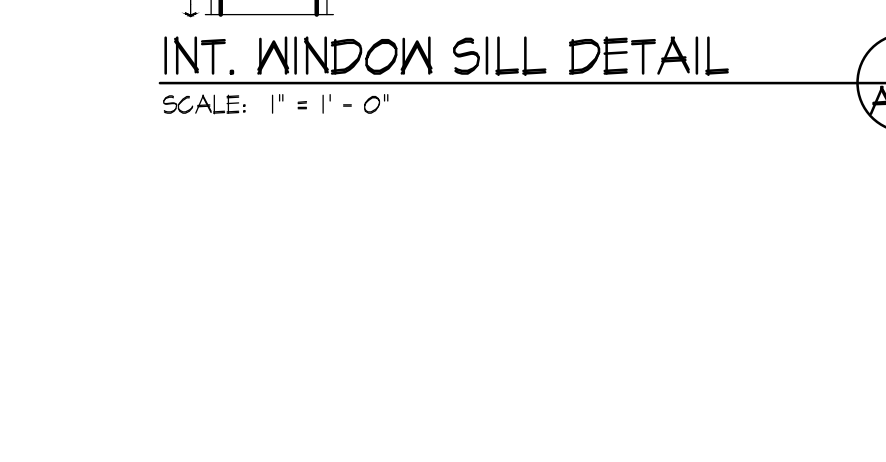 INT. WINDOW SILL DETAIL
SCALE: 1" = 1' - 0"